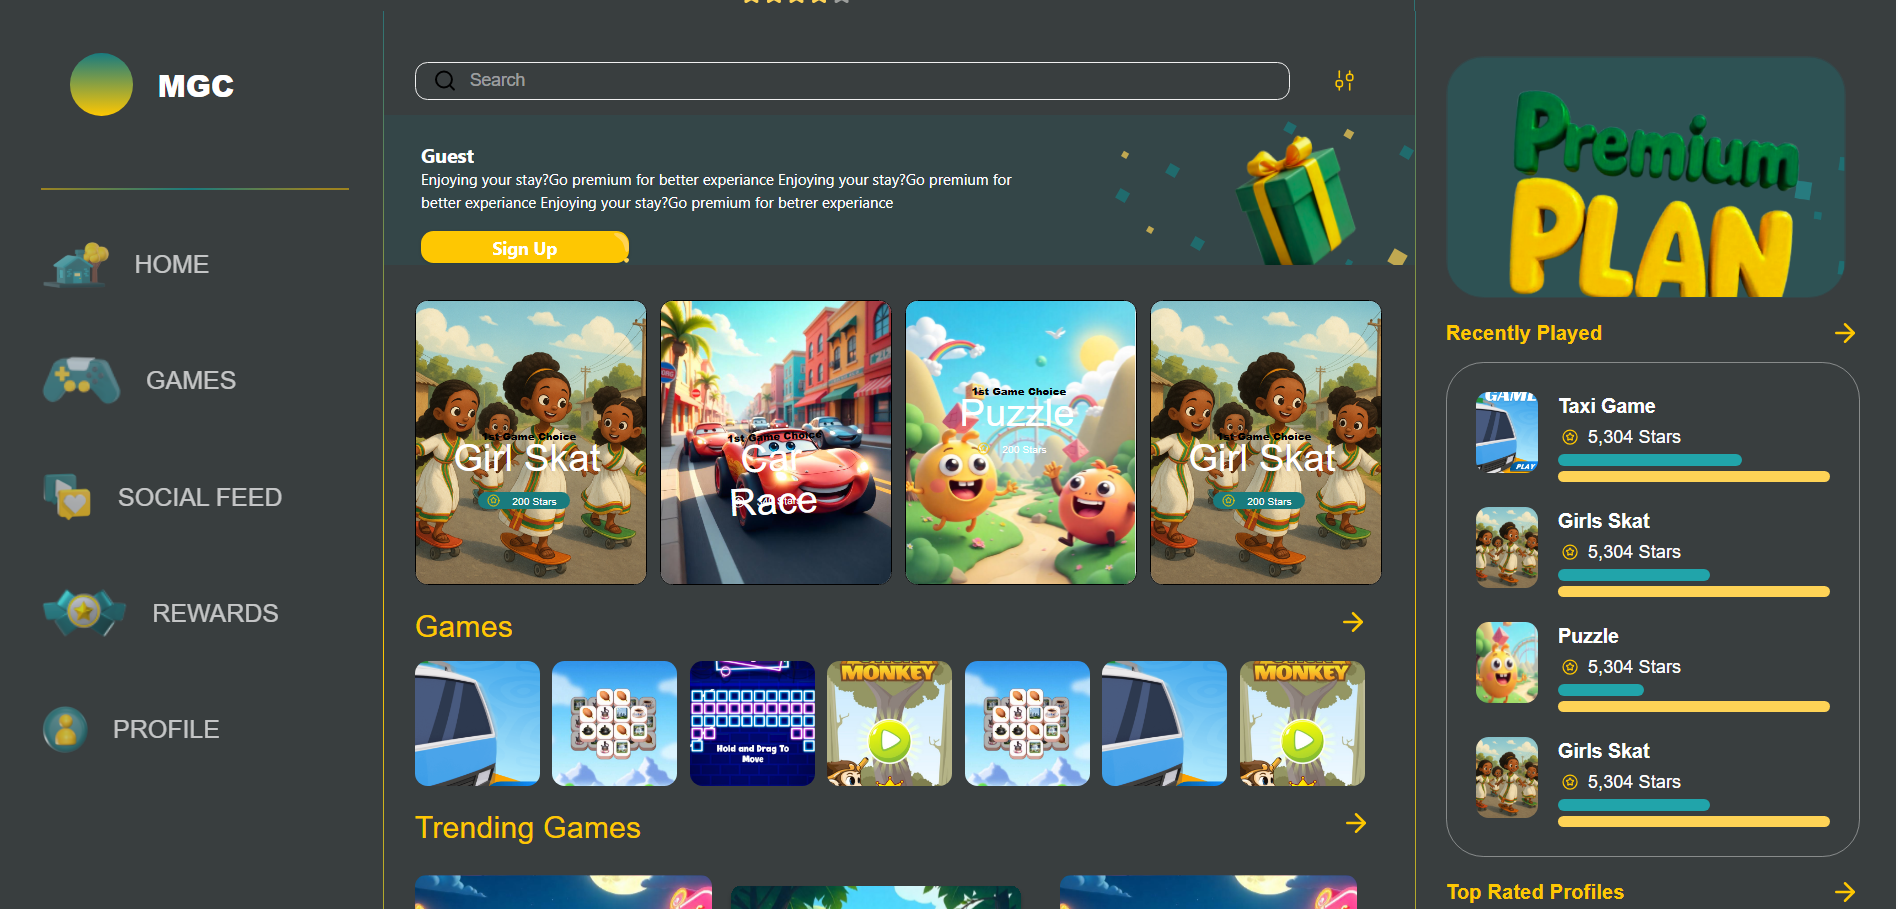 MGC
HOME
GAMES
SOCIAL FEED
REWARDS
PROFILE
Search
Guest
Enjoying your stay?Go premium for better experiance Enjoying your stay?Go premium for
better experiance Enjoying your stay?Go premium for betrer experiance
Sign Up
1st Game Choice
Girl Skat
200 Stars
1st Game Choice
Car
Race
1st Game Choice
Puzzle
200 Stars
1st Game Choice
Girl Skat
200 Stars
Games
Hold and Drag To
Move
MONKEY
MONKEY
Trending Games
Premium
PLAN
Recently Played
GAME
PLAY
Taxi Game
5,304 Stars
Girls Skat
5,304 Stars
Puzzle
5,304 Stars
Girls Skat
5,304 Stars
Top Rated Profiles